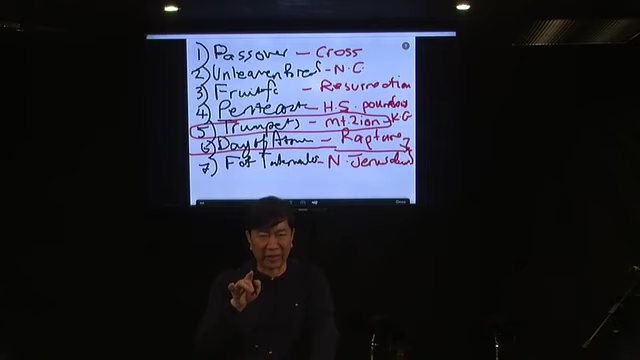 1) Passover – Cross
2) Unleaven Bread – N.C
3) Fruitfc – Resurrection
4) Pentecost – H.S. poured
5) Trumpets – mt. Zion – K.G
6) Day of Atone – Rapture
7) F of Tabernacles – N. Jerusalem